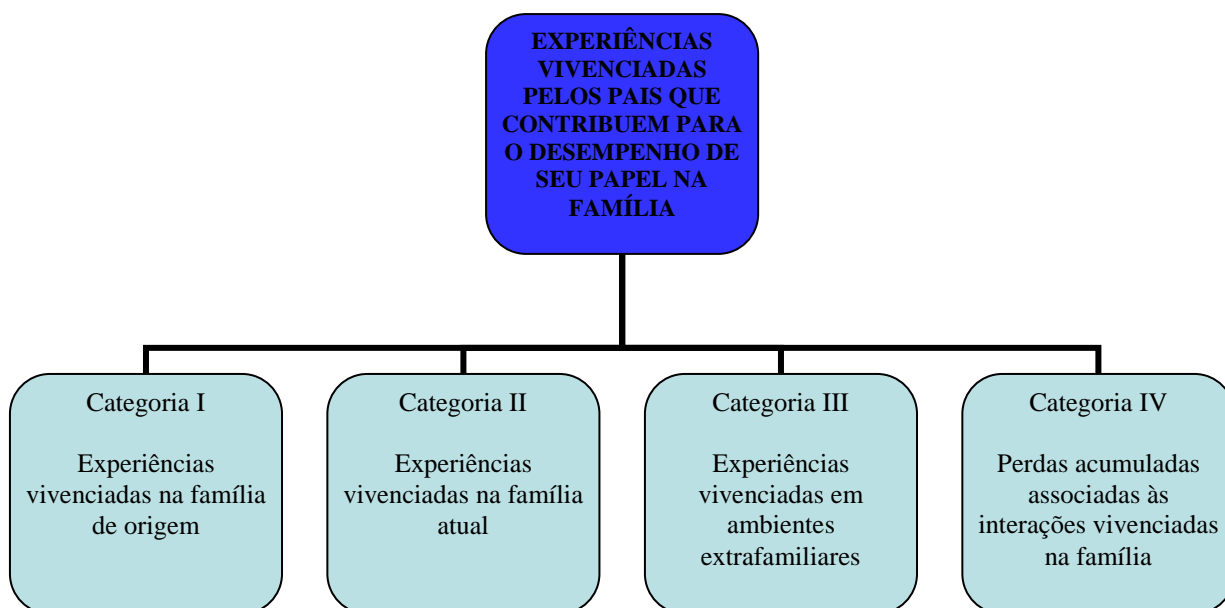 EXPERIÊNCIAS
VIVENCIADAS
PELOS PAIS QUE
CONTRIBUEM PARA
O DESEMPENHO DE
SEU PAPEL NA
FAMÍLIA
Categoria I
Experiências
vivenciadas na família
de origem
Categoria II
Experiências
vivenciadas na família
atual
Categoria III
Experiências
vivenciadas em
ambientes
extrafamiliares
Categoria IV
Perdas acumuladas
associadas às
interações vivenciadas
na família